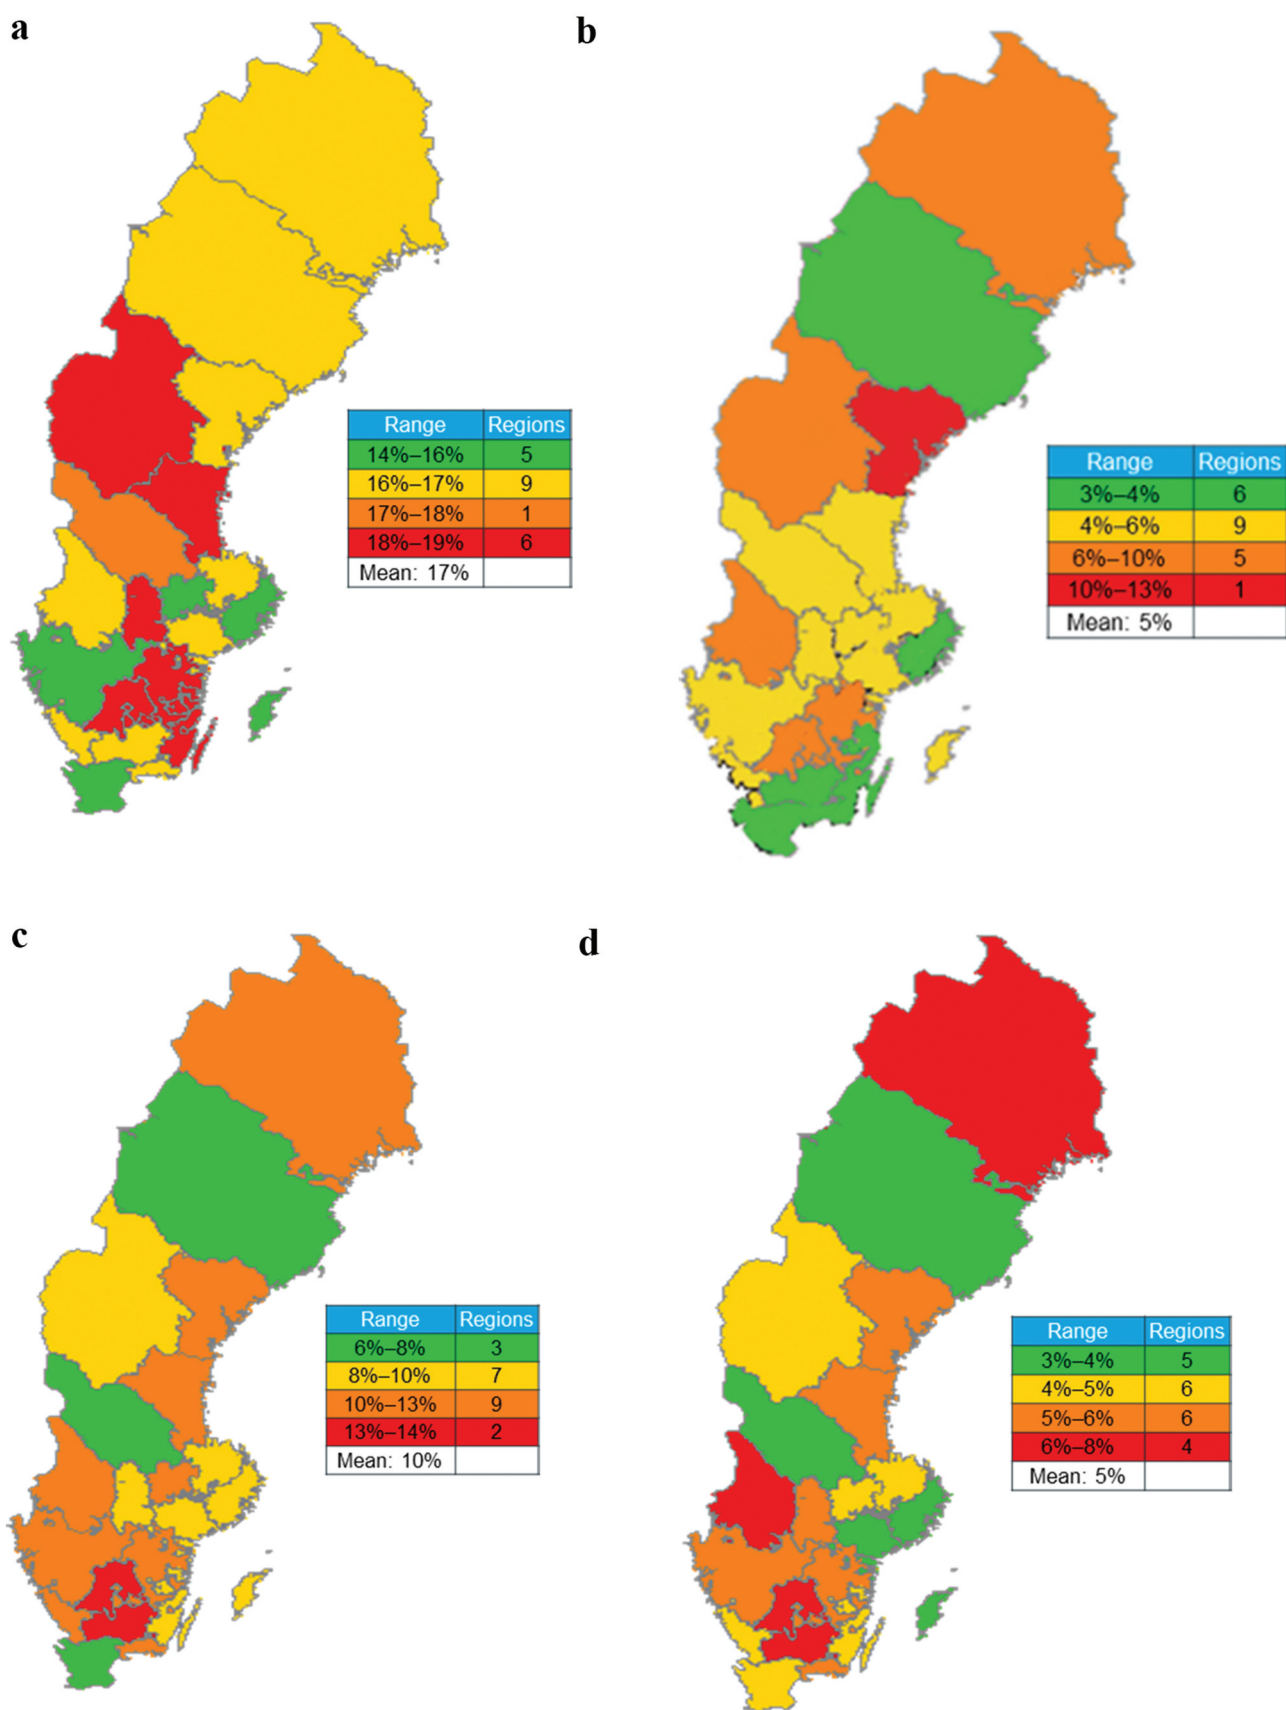 a
b
Range Regions
14%–16% 5
16%–17% 9
17%–18% 1
18%–19% 6
Mean: 17%
Range Regions
3%–4% 6
4%–6% 9
6%–10% 5
10%–13% 1
Mean: 5%
c
d
Range Regions
6%–8% 3
8%–10% 7
10%–13% 9
13%–14% 2
Mean: 10%
Range Regions
3%–4% 5
4%–5% 6
5%–6% 6
6%–8% 4
Mean: 5%